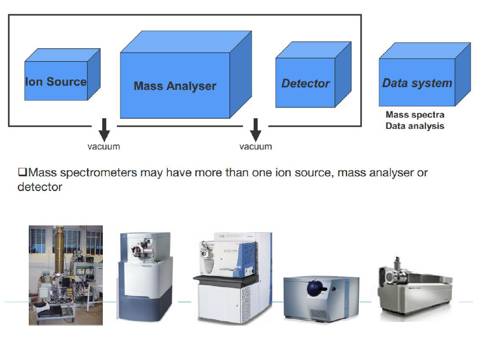 Ion Source
Mass Analyser
Detector
Data system
Mass spectra
Data analysis
vacuum
vacuum
❑Mass spectrometers may have more than one ion source, mass analyser or
detector